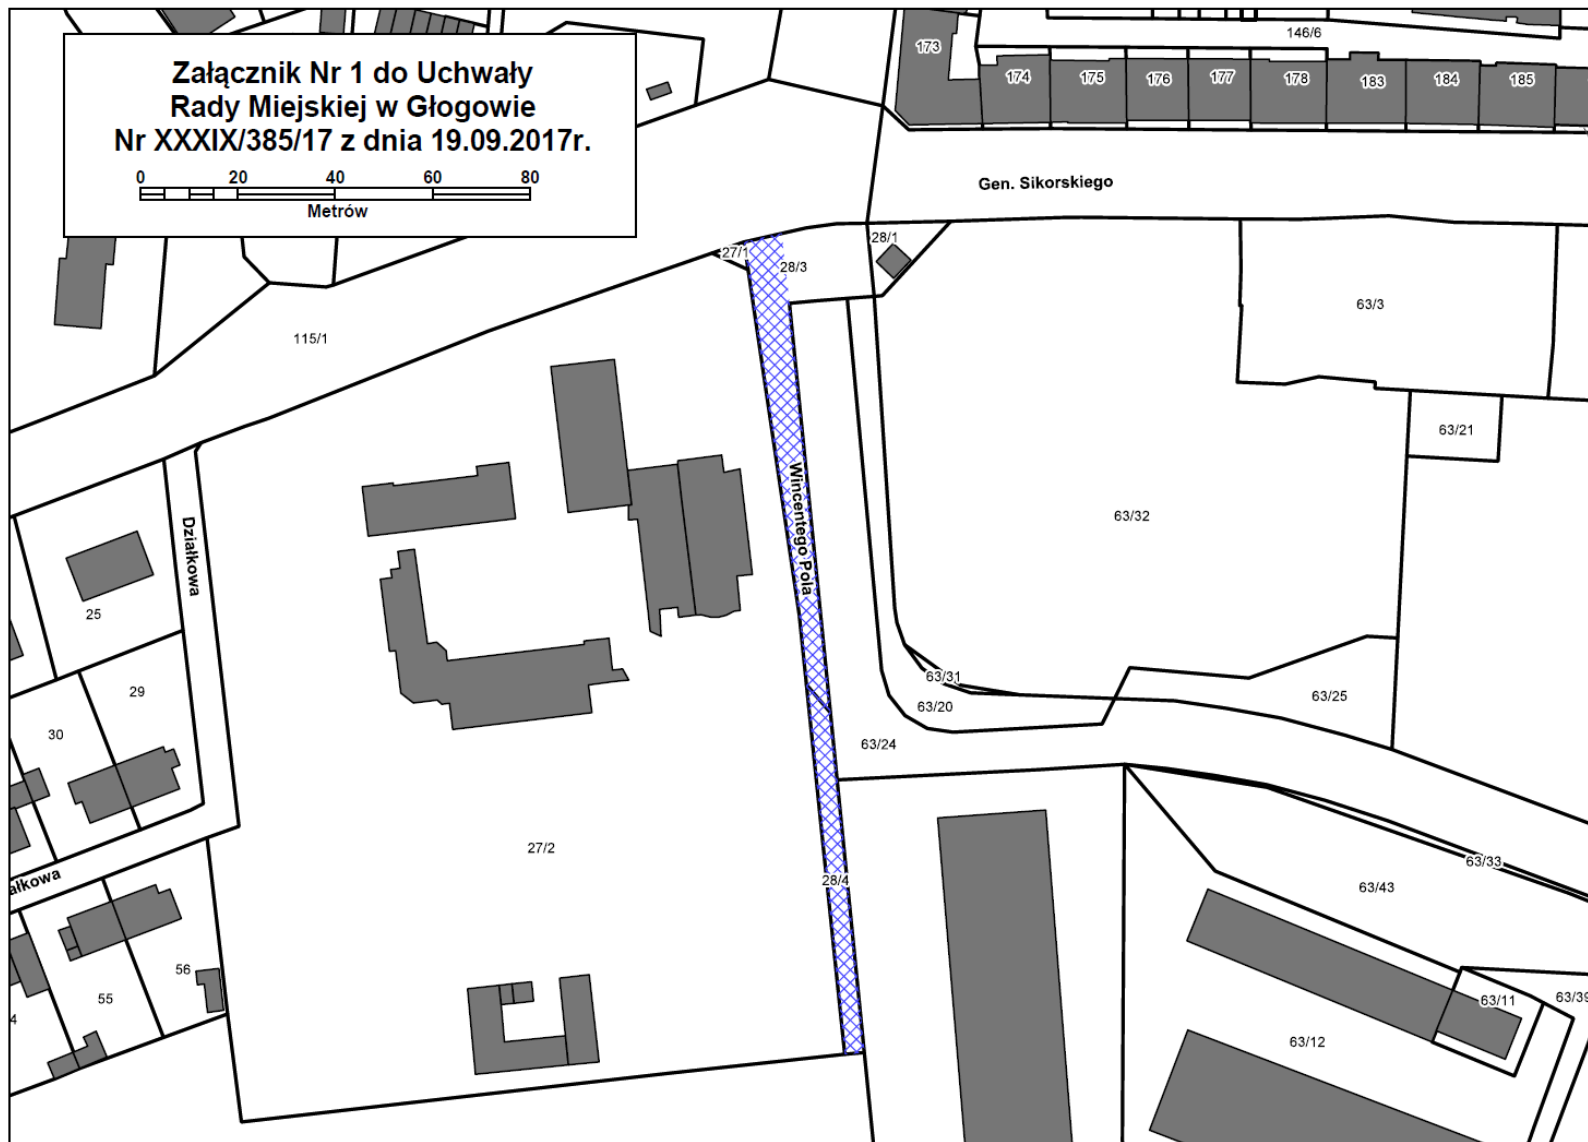 Załącznik Nr 1 do Uchwały
Rady Miejskiej w Głogowie
Nr XXXIX/385/17 z dnia 19.09.2017r.
0 20 40 60 80
Metrów
146/6
173
174 175 176 177 178 183 184 185
Gen. Sikorskiego
27/1
28/3
28/1
63/3
115/1
63/21
Wincentego Pola
63/32
Działkowa
25
29
30
63/31
63/20
63/25
63/24
27/2
28/4
63/33
63/43
ałkowa
56
55
4
63/11
63/39
63/12